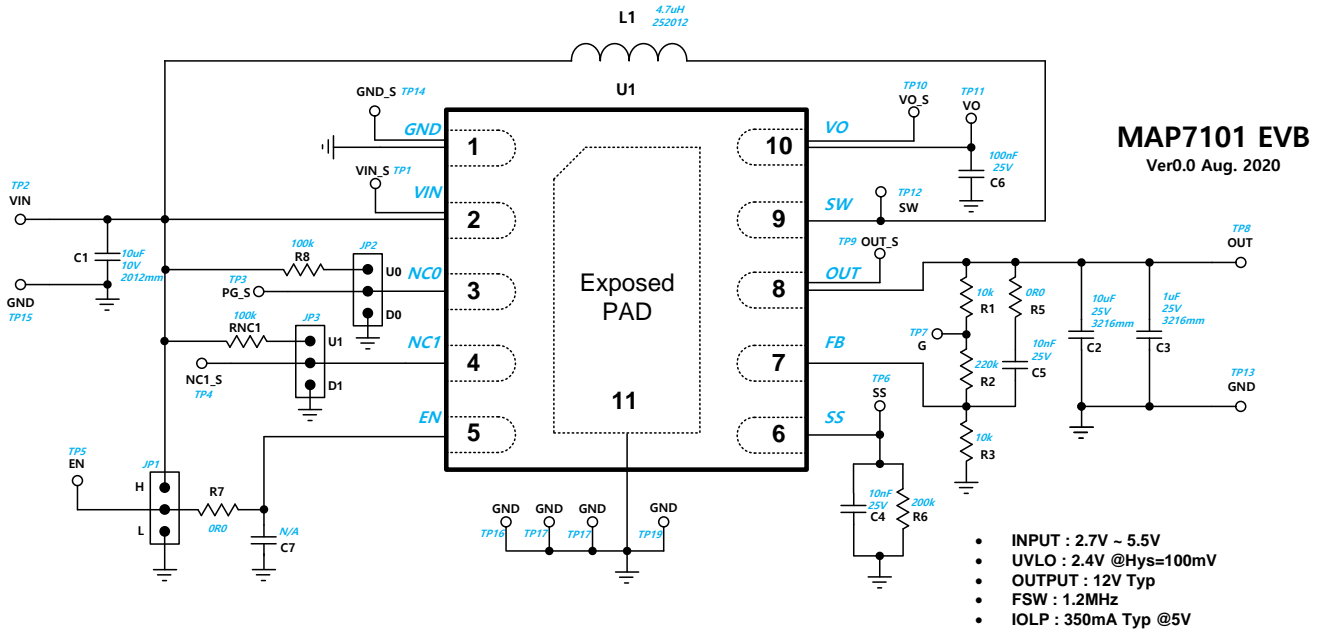 L1
4.7uH
252012
U1
MAP7101 EVB
Ver0.0 Aug. 2020
GND_S TP14
GND
1
VIN_S TP1
VIN
2
TP2
VIN
C1
10uF
10V
2012mm
GND
TP15
100k
R8
JP2
U0
D0
NC0
3
TP3
PG_S
100k
RNC1
JP3
U1
D1
NC1
4
NC1_S
TP4
EN
5
TP5
EN
JP1
H
L
R7
0R0
N/A
C7
Exposed
PAD
11
GND
GND
GND
GND
TP16
TP17
TP17
TP19
VO
10
TP10
VO_S
TP11
VO
100nF
25V
C6
SW
9
TP12
SW
OUT
8
TP9 OUT_S
FB
7
SS
6
TP6
SS
10nF
25V
C4
200k
R6
TP8
OUT
10k
R1
0R0
R5
TP7
G
220k
R2
10nF
25V
C5
10k
R3
10uF
25V
3216mm
C2
1uF
25V
3216mm
C3
TP13
GND
• INPUT : 2.7V ~ 5.5V
• UVLO : 2.4V @Hys=100mV
• OUTPUT : 12V Typ
• FSW : 1.2MHz
• IOLP : 350mA Typ @5V